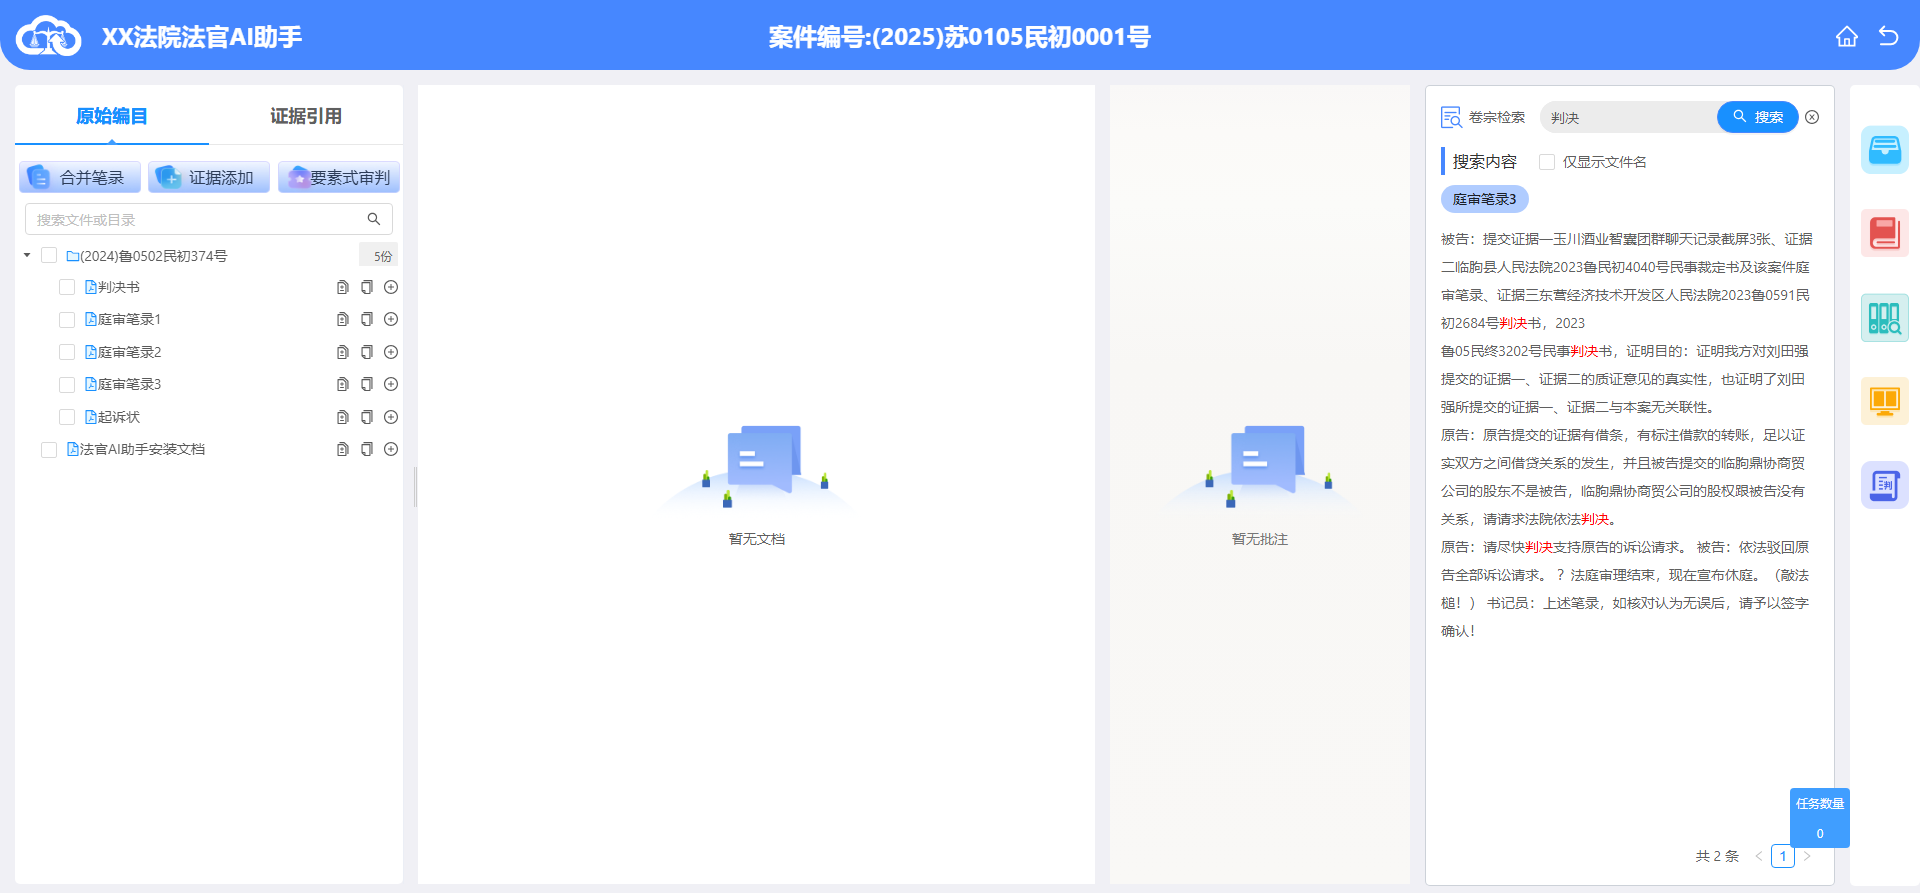 XX法院法官AI助手
案件编号:(2025)苏0105民初0001号
原始编目
证据引用
合并笔录
证据添加
要素式审判
搜索文件或目录
(2024)鲁0502民初374号
5份
判决书
庭审笔录1
庭审笔录2
庭审笔录3
起诉状
法官AI助手安装文档
暂无文档
暂无批注
卷宗检索
判决
搜索
搜索内容
仅显示文件名
庭审笔录3
被告：提交证据一玉川酒业智囊团群聊天记录截屏3张、证据
二临朐县人民法院2023鲁民初4040号民事裁定书及该案件庭
审笔录、证据三东营经济技术开发区人民法院2023鲁0591民
初2684号判决书，2023
鲁05民终3202号民事判决书，证明目的：证明我方对刘田强
提交的证据一、证据二的质证意见的真实性，也证明了刘田
强所提交的证据一、证据二与本案无关联性。
原告：原告提交的证据有借条，有标注借款的转账，足以证
实双方之间借贷关系的发生，并且被告提交的临朐鼎协商贸
公司的股东不是被告，临朐鼎协商贸公司的股权跟被告没有
关系，请请求法院依法判决。
原告：请尽快判决支持原告的诉讼请求。 被告：依法驳回原
告全部诉讼请求。 ？法庭审理结束，现在宣布休庭。（敲法
槌！） 书记员：上述笔录，如核对认为无误后，请予以签字
确认！
判
任务数量
0
共 2 条
1